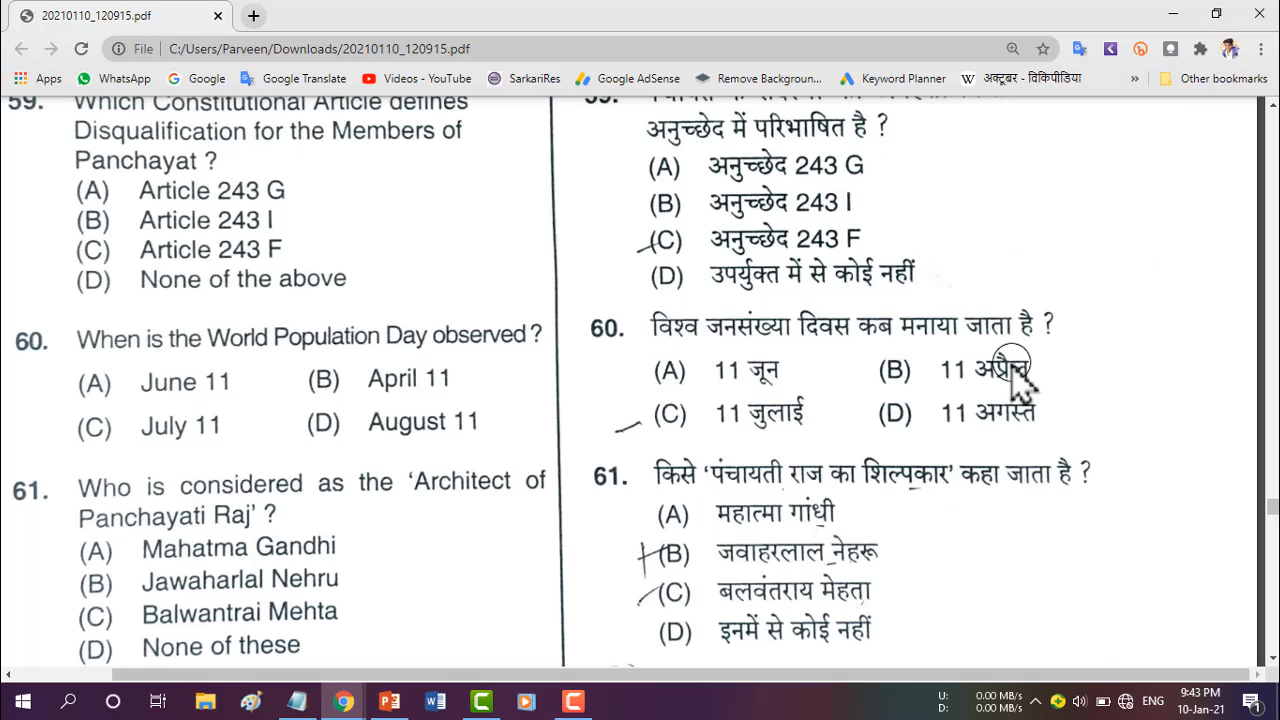 20210110_120915.pdf
File C:/Users/Parveen/Downloads/20210110_120915.pdf
Apps WhatsApp Google Google Translate Videos - YouTube SarkariRes Google AdSense Remove Backgroun... Keyword Planner अक्टूबर - विकिपीडिया » Other bookmarks
59. Which Constitutional Article defines
Disqualification for the Members of
Panchayat ?
(A) Article 243 G
(B) Article 243 I
(C) Article 243 F
(D) None of the above
60. When is the World Population Day observed ?
(A) June 11 (B) April 11
(C) July 11 (D) August 11
61. Who is considered as the 'Architect of
Panchayati Raj' ?
(A) Mahatma Gandhi
(B) Jawaharlal Nehru
(C) Balwantrai Mehta
(D) None of these
59.
अनुच्छेद में परिभाषित है ?
(A) अनुच्छेद 243 G
(B) अनुच्छेद 243 I
(C) अनुच्छेद 243 F
(D) उपर्युक्त में से कोई नहीं
60. विश्व जनसंख्या दिवस कब मनाया जाता है ?
(A) 11 जून (B) 11 अप्रैल
(C) 11 जुलाई (D) 11 अगस्त
61. किसे 'पंचायती राज का शिल्पकार' कहा जाता है ?
(A) महात्मा गांधी
(B) जवाहरलाल नेहरू
(C) बलवंतराय मेहता
(D) इनमें से कोई नहीं
U: 0.00 MB/s
D: 0.00 MB/s
ENG
9:43 PM
10-Jan-21